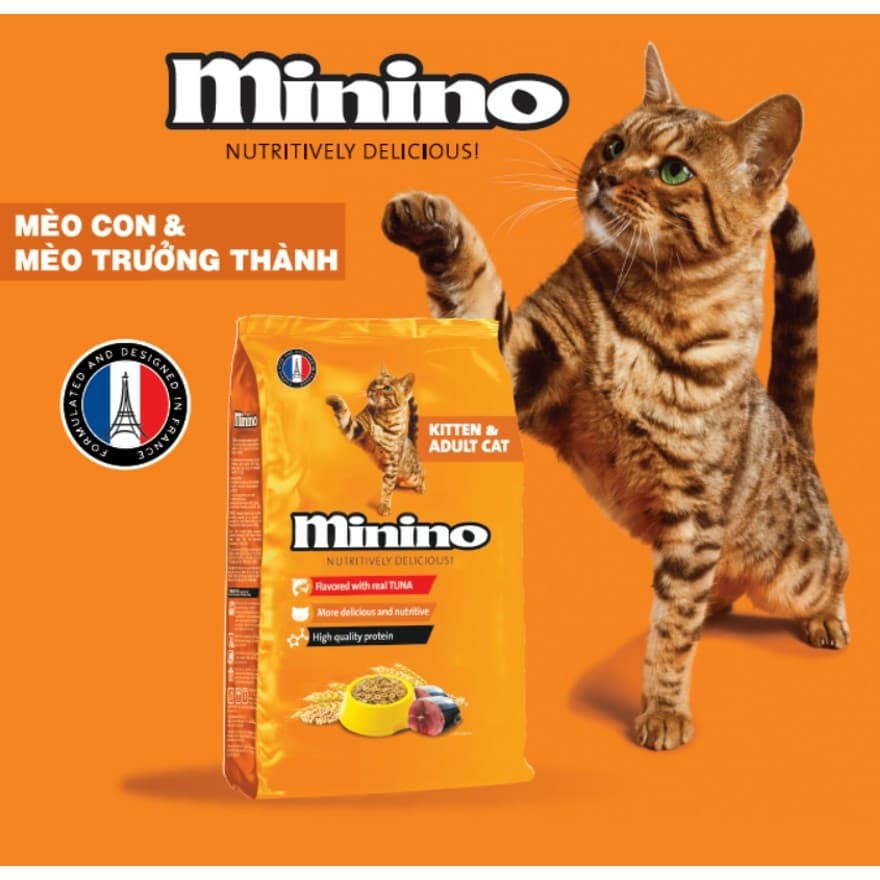 minino
NUTRITIVELY DELICIOUS!
MÈO CON &
MÈO TRƯỞNG THÀNH
FORMULATED AND DESIGNED IN FRANCE
KITTEN &
ADULT CAT
minino
minino
NUTRITIVELY DELICIOUS!
Flavored with real TUNA
More delicious and nutritive
High quality protein